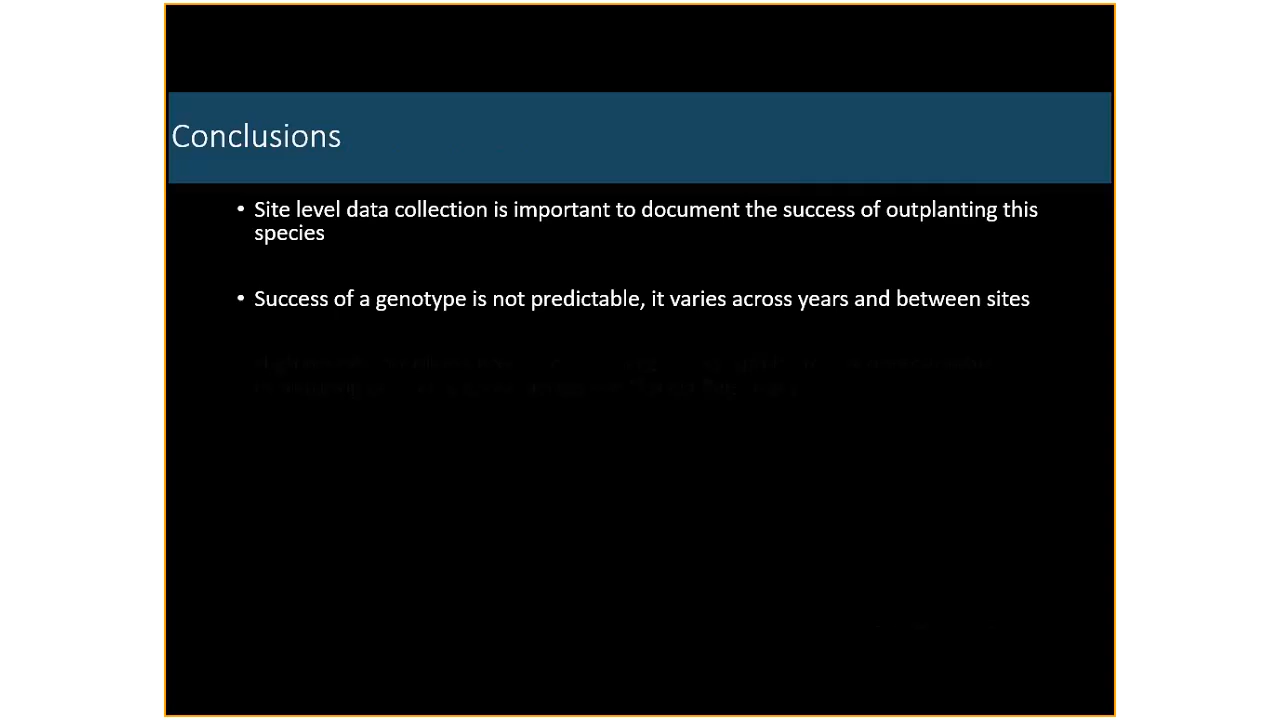 Conclusions
• Site level data collection is important to document the success of outplanting this
species
• Success of a genotype is not predictable, it varies across years and between sites